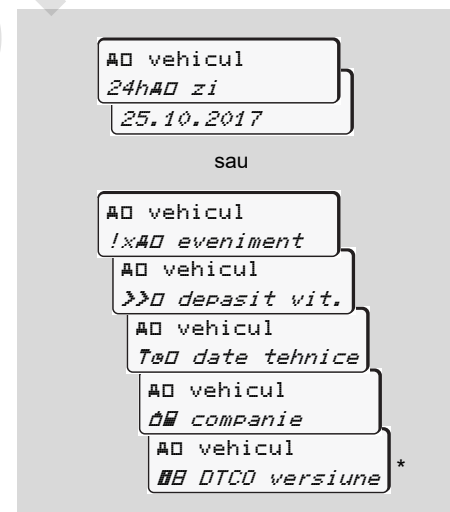 vehicul
24h zi
25.10.2017
sau
vehicul
!x eveniment
vehicul
>> depasit vit.
vehicul
date tehnice
vehicul
companie
vehicul
DTCO versiune *